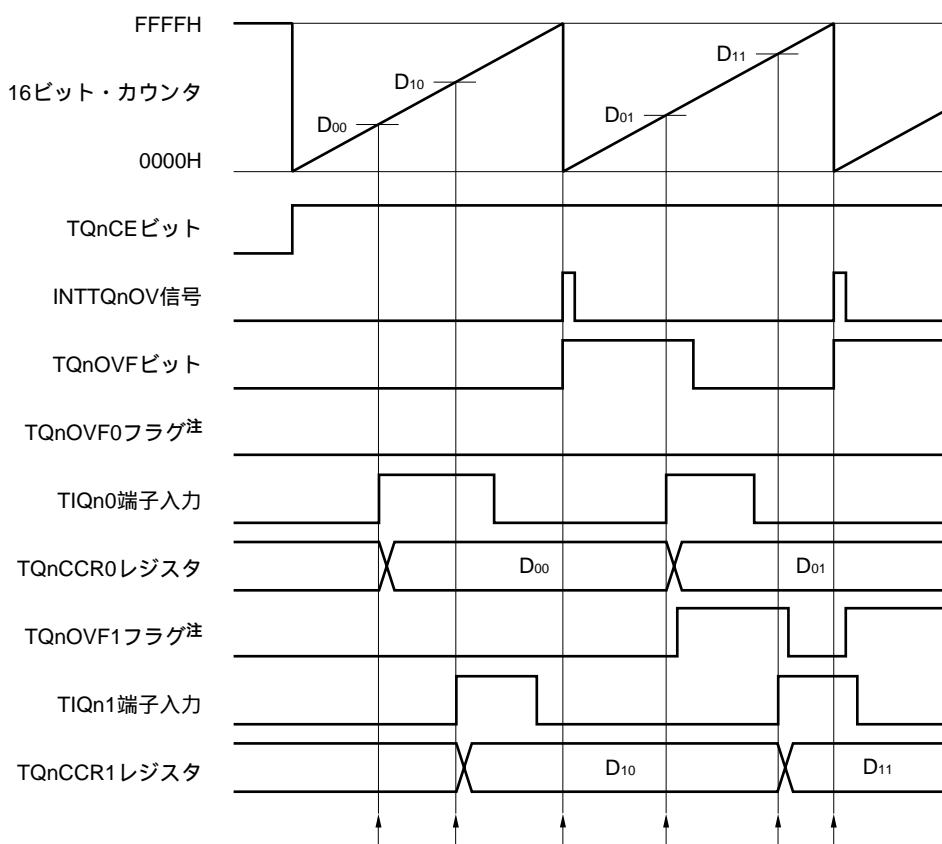 FFFFH
16ビット・カウンタ
0000H
D00
D10
D01
D11
TQnCEビット
INTTQnOV信号
TQnOVFビット
TQnOVF0フラグ注
TIQn0端子入力
TQnCCR0レジスタ
D00
D01
TQnOVF1フラグ注
TIQn1端子入力
TQnCCR1レジスタ
D10
D11